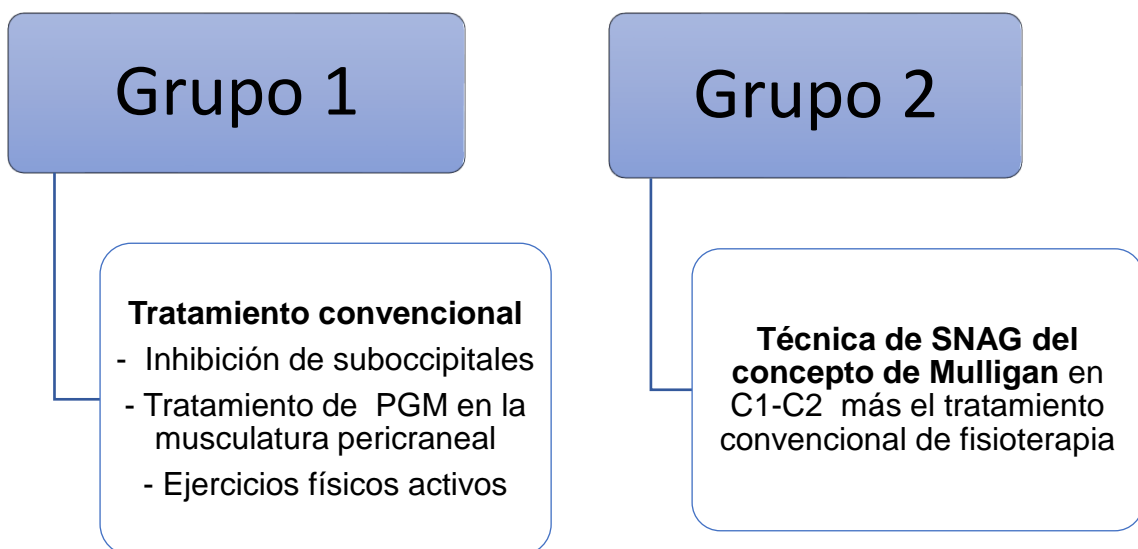 Grupo 1
Tratamiento convencional
- Inhibición de suboccipitales
- Tratamiento de PGM en la
musculatura pericraneal
- Ejercicios físicos activos
Grupo 2
Técnica de SNAG del
concepto de Mulligan en
C1-C2 más el tratamiento
convencional de fisioterapia